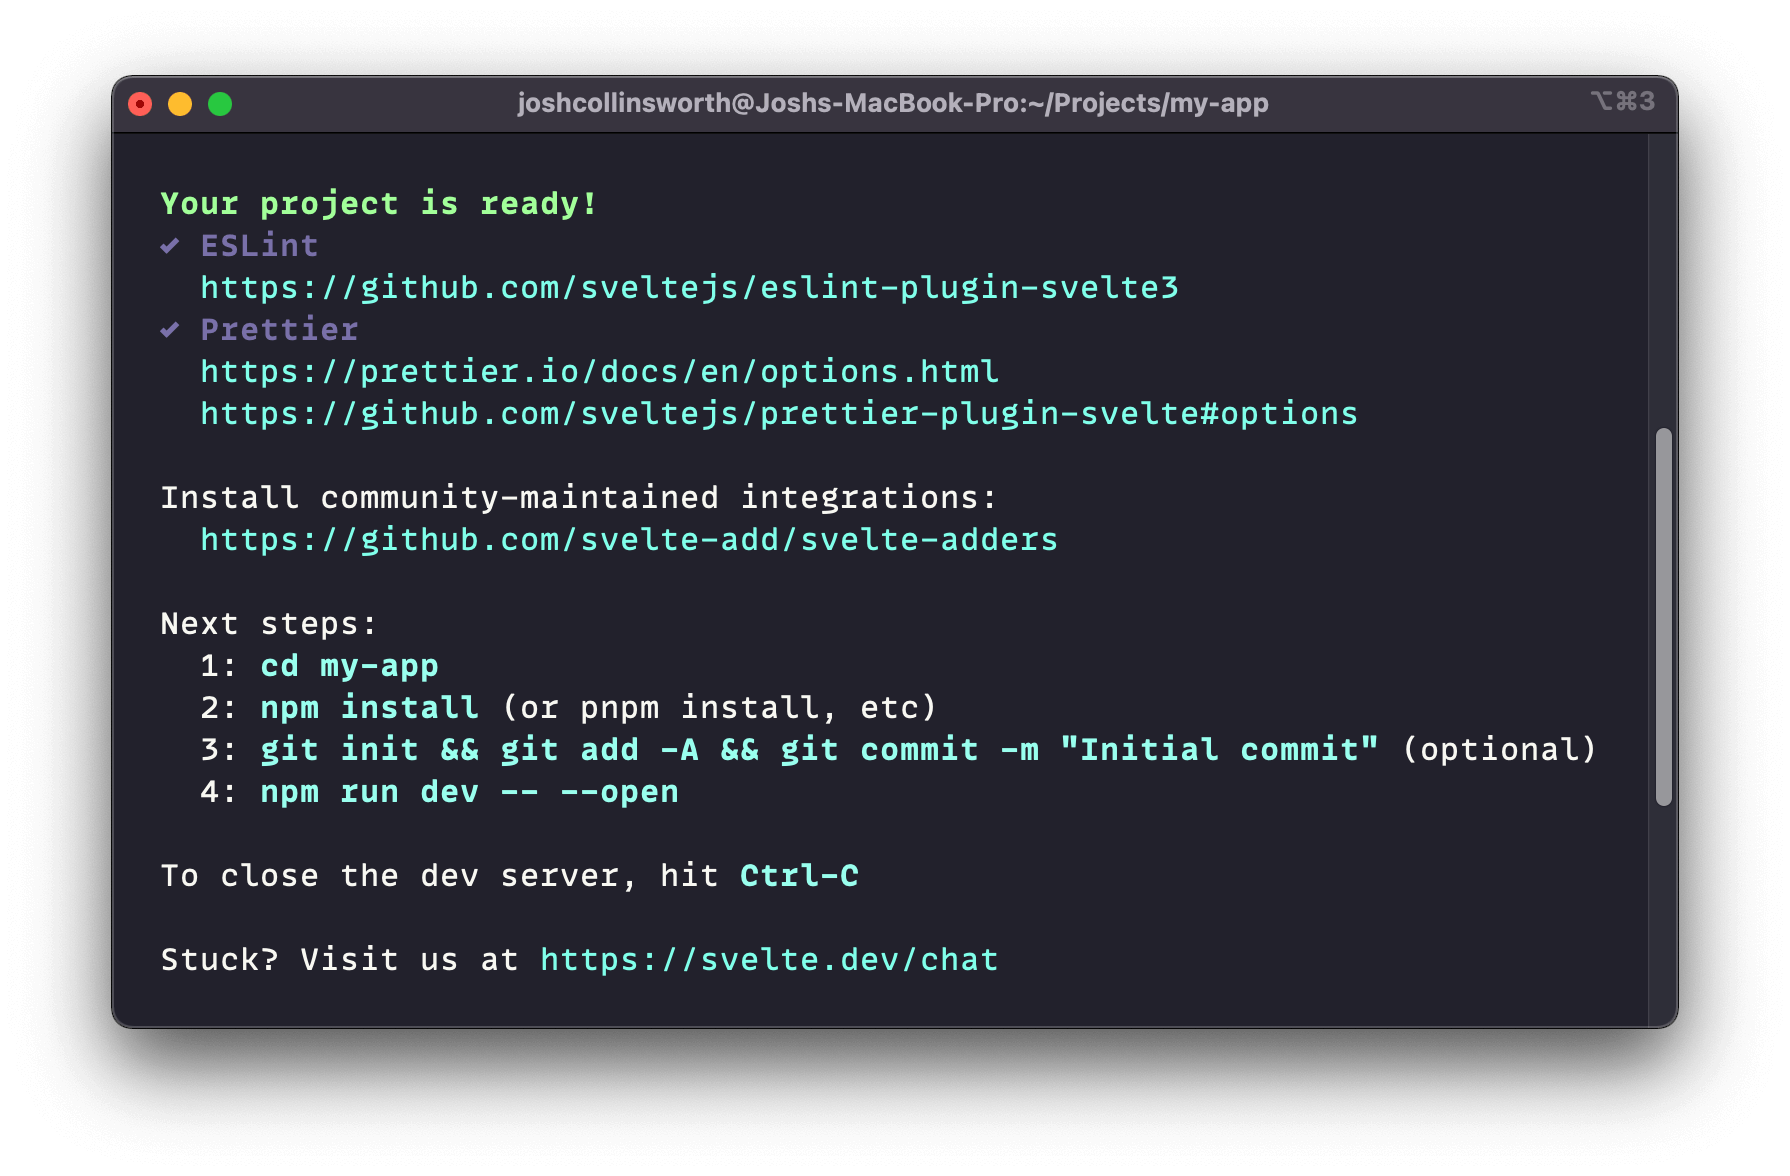 joshcollinsworth@Joshs-MacBook-Pro:~/Projects/my-app ⌥⌘3
Your project is ready!
✔ ESLint
https://github.com/sveltejs/eslint-plugin-svelte3
✔ Prettier
https://prettier.io/docs/en/options.html
https://github.com/sveltejs/prettier-plugin-svelte#options
Install community-maintained integrations:
https://github.com/svelte-add/svelte-adders
Next steps:
1: cd my-app
2: npm install (or pnpm install, etc)
3: git init && git add -A && git commit -m "Initial commit" (optional)
4: npm run dev -- --open
To close the dev server, hit Ctrl-C
Stuck? Visit us at https://svelte.dev/chat